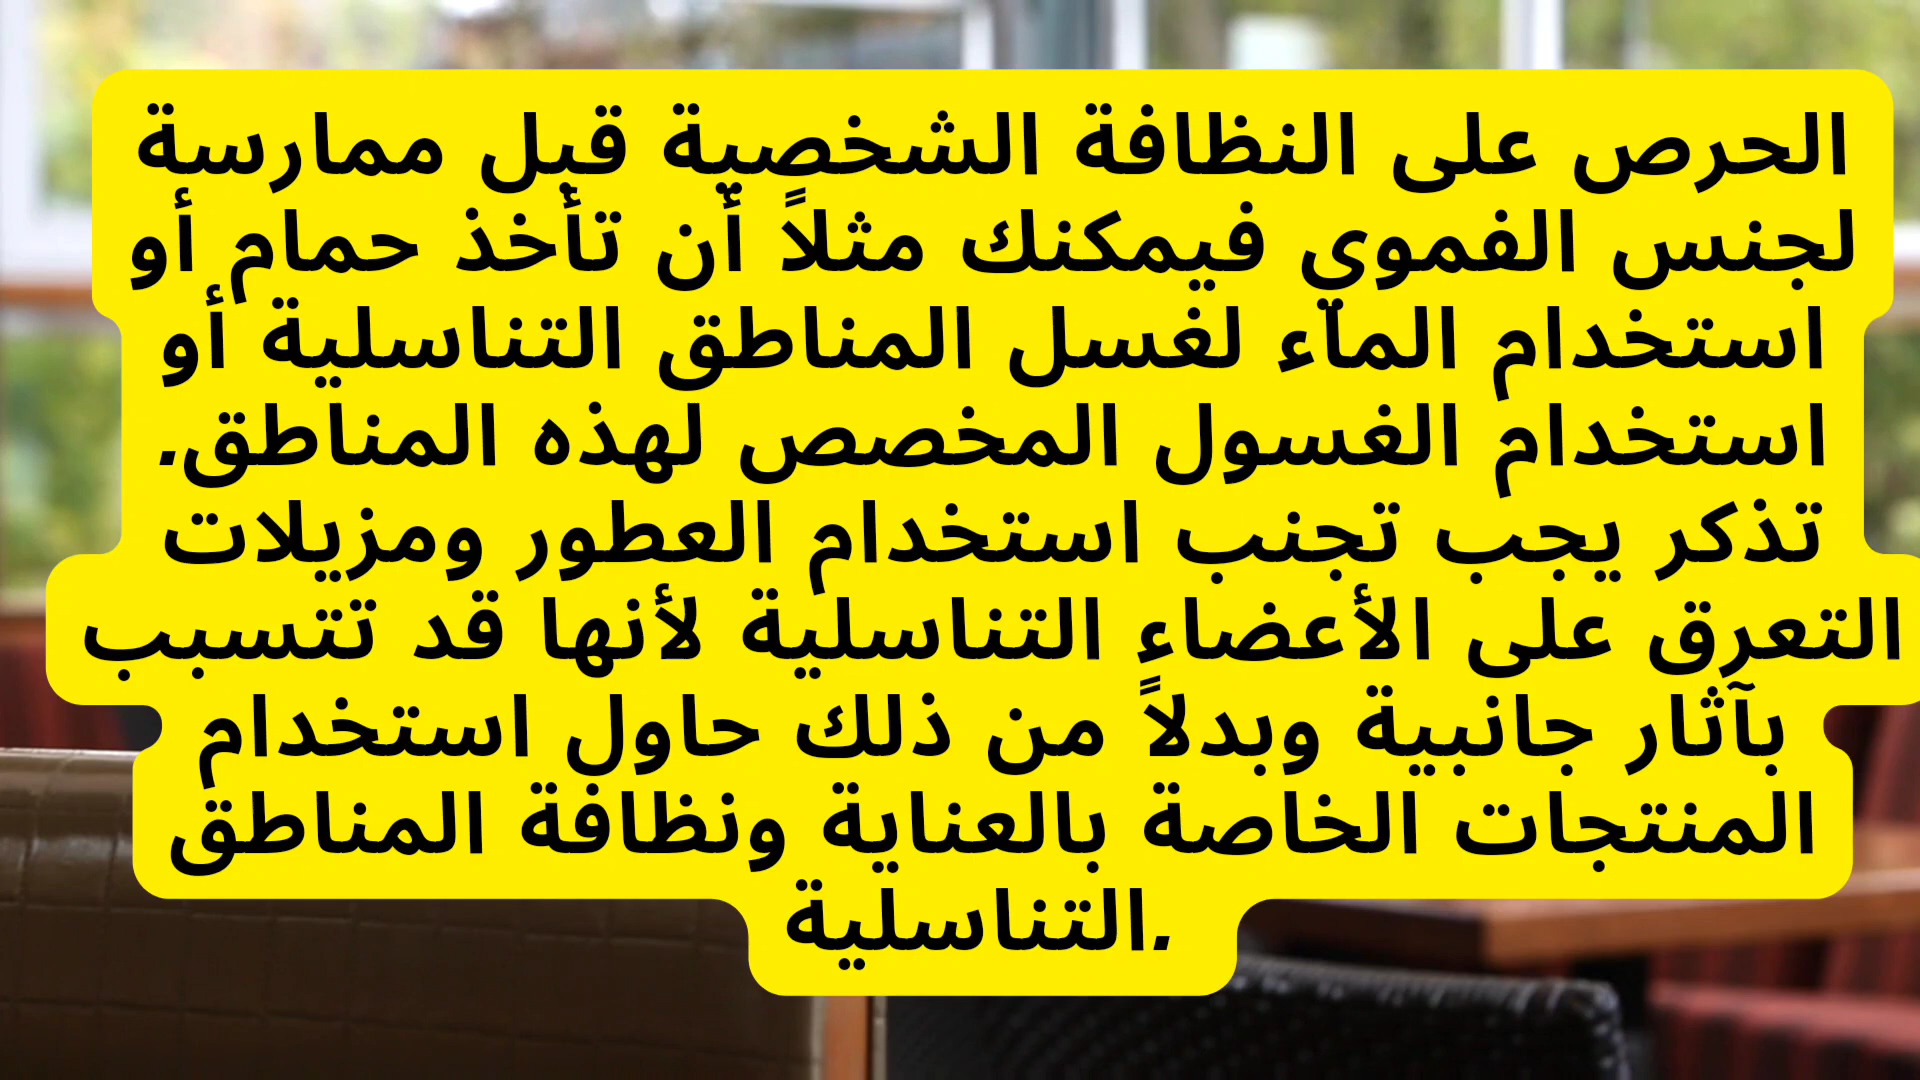 الحرص على النظافة الشخصية قبل ممارسة
لجنس الفموي فيمكنك مثلاً أن تأخذ حمام أو
استخدام الماء لغسل المناطق التناسلية أو
استخدام الغسول المخصص لهذه المناطق.
تذكر يجب تجنب استخدام العطور ومزيلات
التعرق على الأعضاء التناسلية لأنها قد تتسبب
بآثار جانبية وبدلاً من ذلك حاول استخدام
المنتجات الخاصة بالعناية ونظافة المناطق
.التناسلية